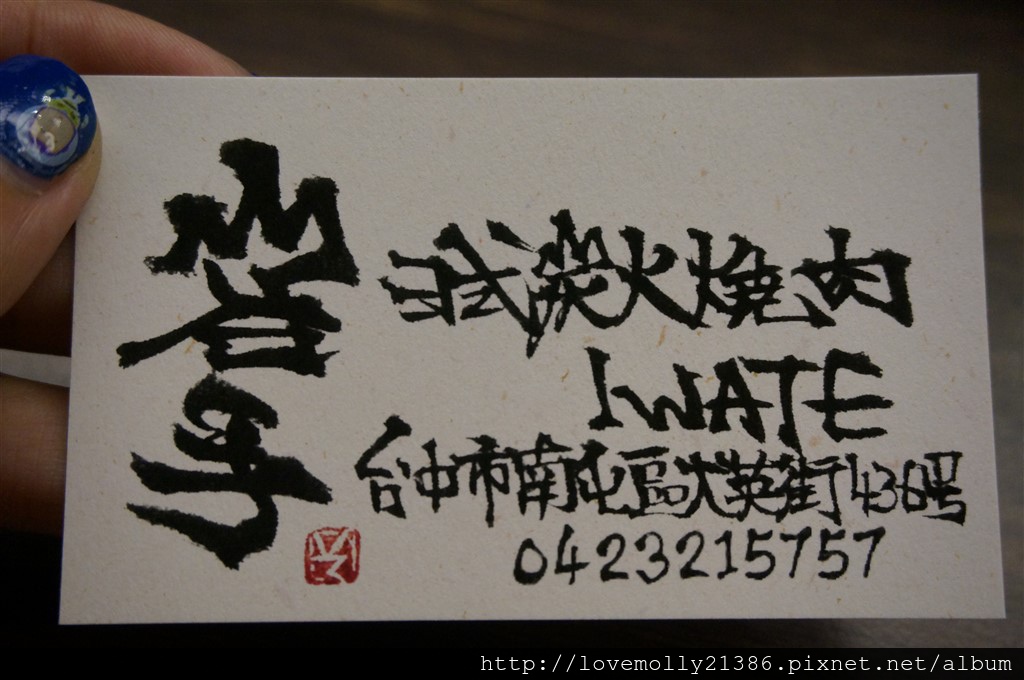 岩手
日式炭火燒肉
IWATE
台中市南屯區大英街436號
0423215757
http://lovemolly21386.pixnet.net/album